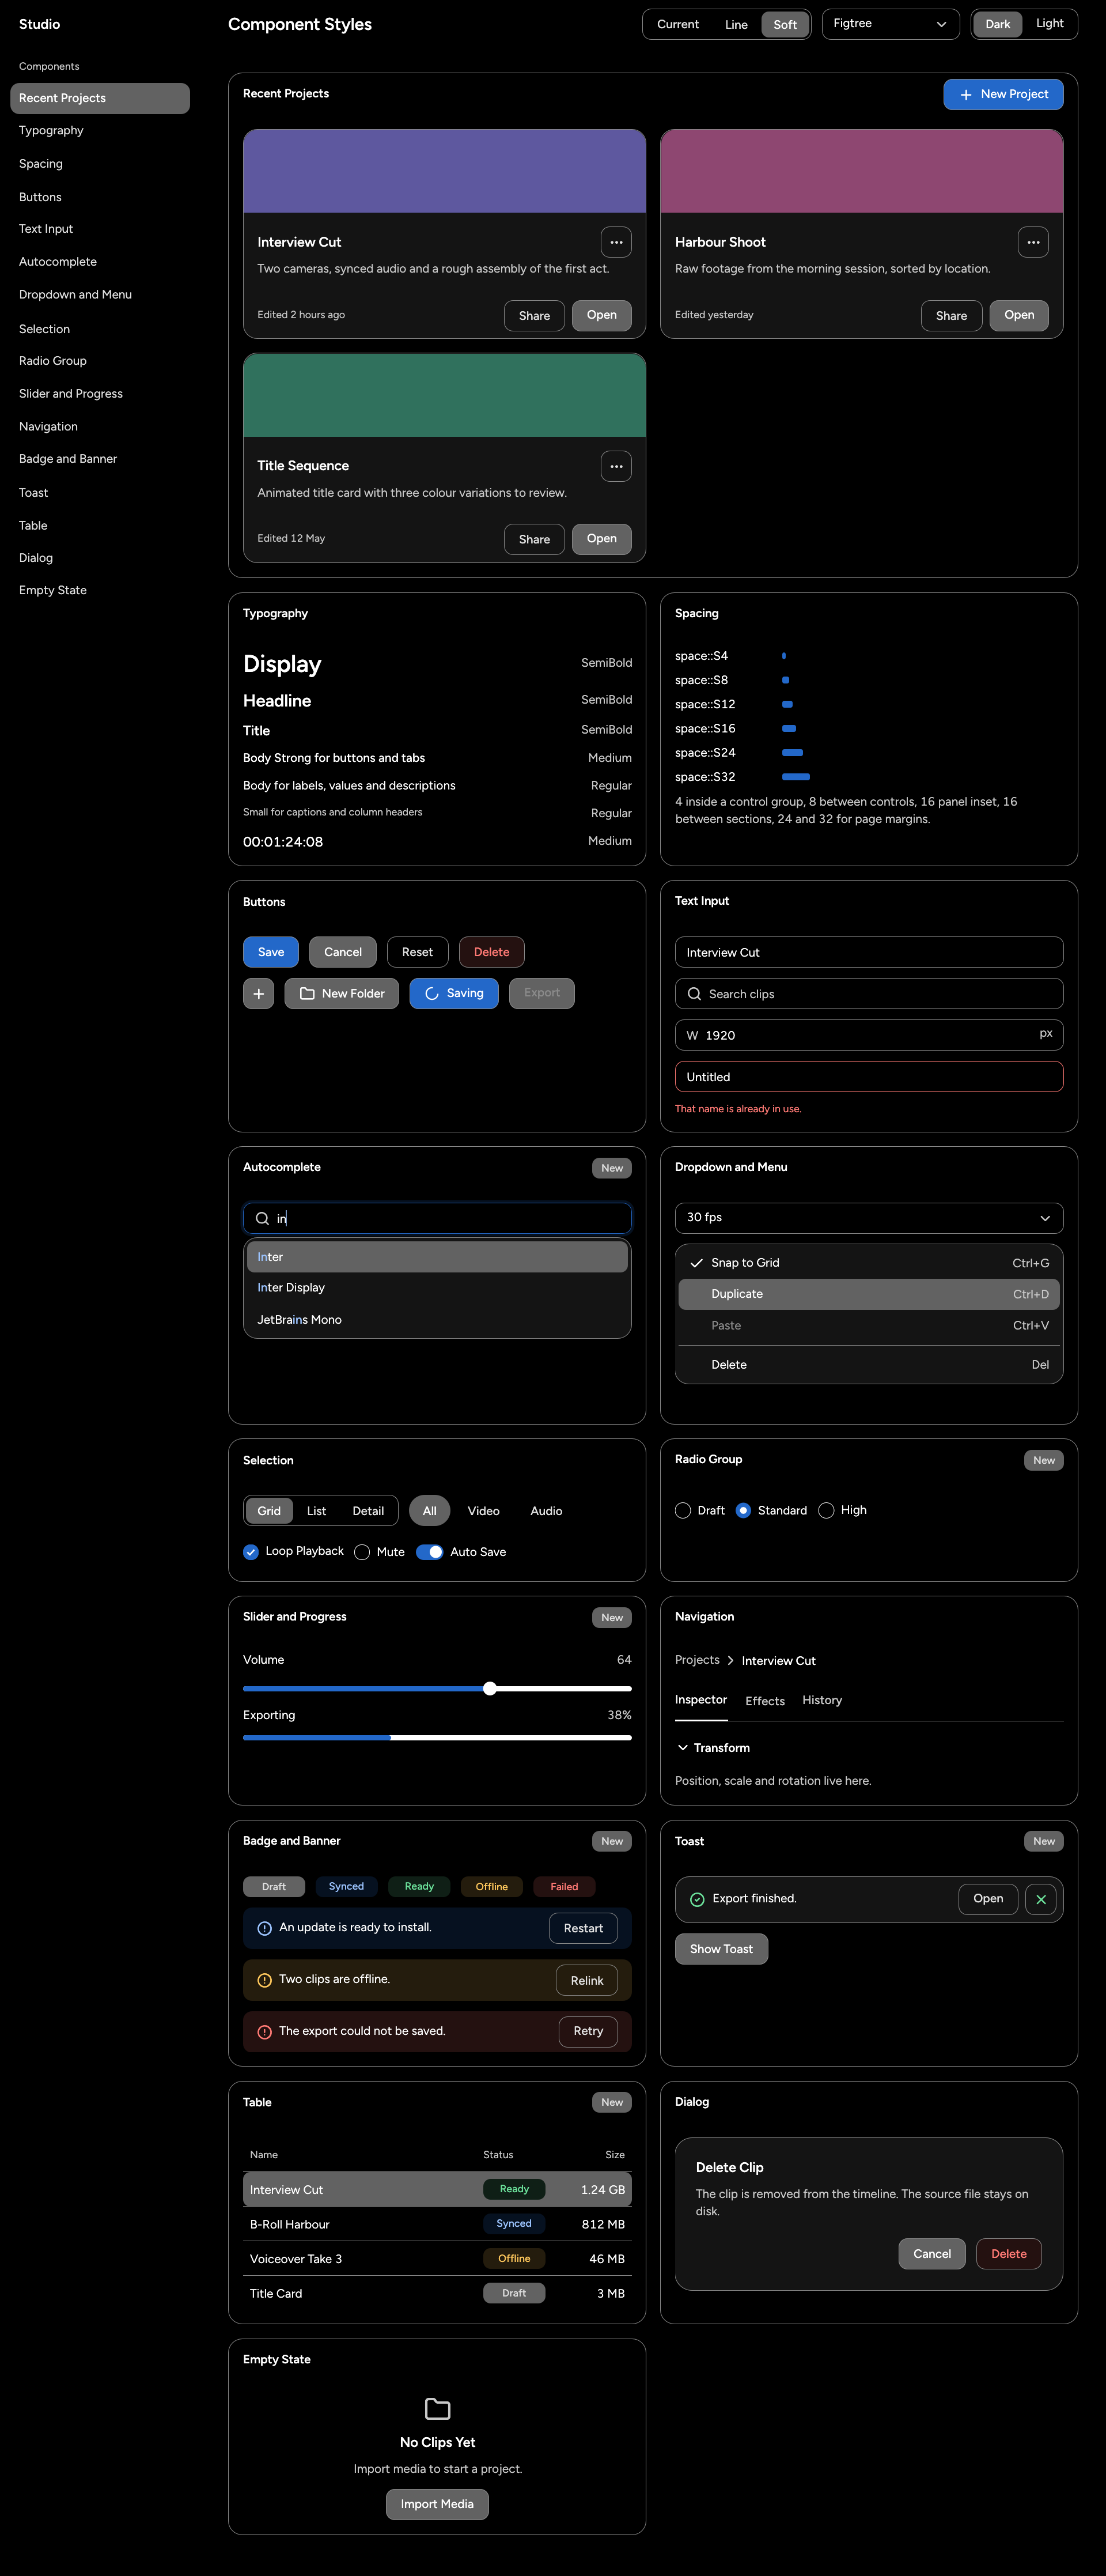 Studio
Components
Recent Projects
Typography
Spacing
Buttons
Text Input
Autocomplete
Dropdown and Menu
Selection
Radio Group
Slider and Progress
Navigation
Badge and Banner
Toast
Table
Dialog
Empty State
Component Styles
Current Line Soft
Figtree
Dark Light
Recent Projects
New Project
Interview Cut
Two cameras, synced audio and a rough assembly of the first act.
Edited 2 hours ago
Share Open
Harbour Shoot
Raw footage from the morning session, sorted by location.
Edited yesterday
Share Open
Title Sequence
Animated title card with three colour variations to review.
Edited 12 May
Share Open
Typography
Display SemiBold
Headline SemiBold
Title SemiBold
Body Strong for buttons and tabs Medium
Body for labels, values and descriptions Regular
Small for captions and column headers Regular
00:01:24:08 Medium
Spacing
space::S4
space::S8
space::S12
space::S16
space::S24
space::S32
4 inside a control group, 8 between controls, 16 panel inset, 16
between sections, 24 and 32 for page margins.
Buttons
Save Cancel Reset Delete
New Folder Saving Export
Text Input
Interview Cut
Search clips
W 1920 px
Untitled
That name is already in use.
Autocomplete New
in
Inter
Inter Display
JetBrains Mono
Dropdown and Menu
30 fps
Snap to Grid Ctrl+G
Duplicate Ctrl+D
Paste Ctrl+V
Delete Del
Selection
Grid List Detail All Video Audio
Loop Playback Mute Auto Save
Radio Group New
Draft Standard High
Slider and Progress New
Volume 64
Exporting 38%
Navigation
Projects Interview Cut
Inspector Effects History
Transform
Position, scale and rotation live here.
Badge and Banner New
Draft Synced Ready Offline Failed
An update is ready to install. Restart
Two clips are offline. Relink
The export could not be saved. Retry
Toast New
Export finished. Open
Show Toast
Table New
Name Status Size
Interview Cut Ready 1.24 GB
B-Roll Harbour Synced 812 MB
Voiceover Take 3 Offline 46 MB
Title Card Draft 3 MB
Dialog
Delete Clip
The clip is removed from the timeline. The source file stays on
disk.
Cancel Delete
Empty State
No Clips Yet
Import media to start a project.
Import Media